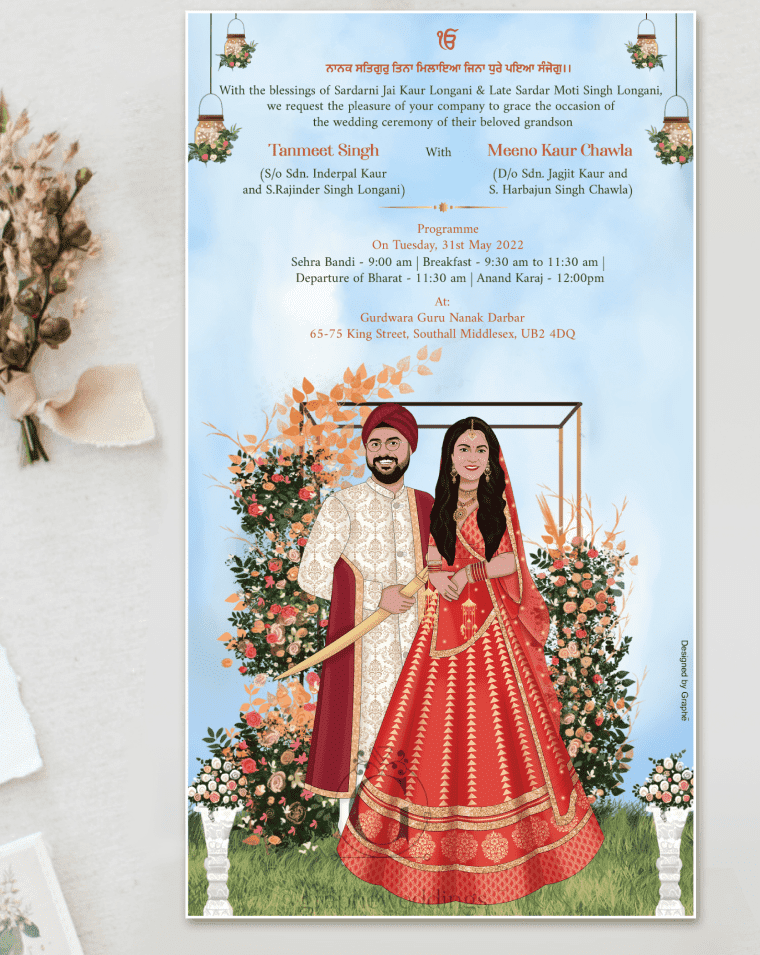 ੴ
ਨਾਨਕ ਸਤਿਗੁਰੁ ਤਿਨਾ ਮਿਲਾਇਆ ਜਿਨਾ ਧੁਰੇ ਪਇਆ ਸੰਜੋਗੁ।।
With the blessings of Sardarni Jai Kaur Longani & Late Sardar Moti Singh Longani,
we request the pleasure of your company to grace the occasion of
the wedding ceremony of their beloved grandson
Tanmeet Singh With Meeno Kaur Chawla
(S/o Sdn. Inderpal Kaur (D/o Sdn. Jagjit Kaur and
and S.Rajinder Singh Longani) S. Harbajun Singh Chawla)
Programme
On Tuesday, 31st May 2022
Sehra Bandi - 9:00 am | Breakfast - 9:30 am to 11:30 am |
Departure of Bharat - 11:30 am | Anand Karaj - 12:00pm
At:
Gurdwara Guru Nanak Darbar
65-75 King Street, Southall Middlesex, UB2 4DQ
Designed by Graphë
G